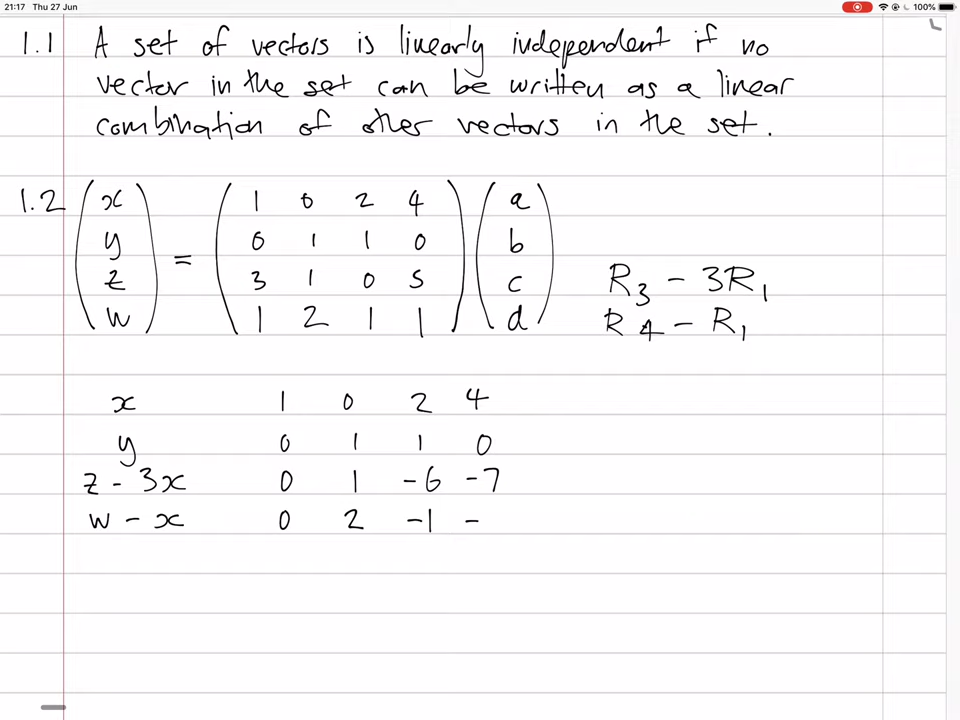 21:17 Thu 27 Jun
100%
1.1 A set of vectors is linearly independent if no
vector in the set can be written as a linear
combination of other vectors in the set.
1.2 (x y z w) = (1 0 2 4
0 1 1 0
3 1 0 5
1 2 1 1) (a b c d)
R₃ - 3R₁
R₄ - R₁
x 1 0 2 4
y 0 1 1 0
z - 3x 0 1 -6 -7
w - x 0 2 -1 -